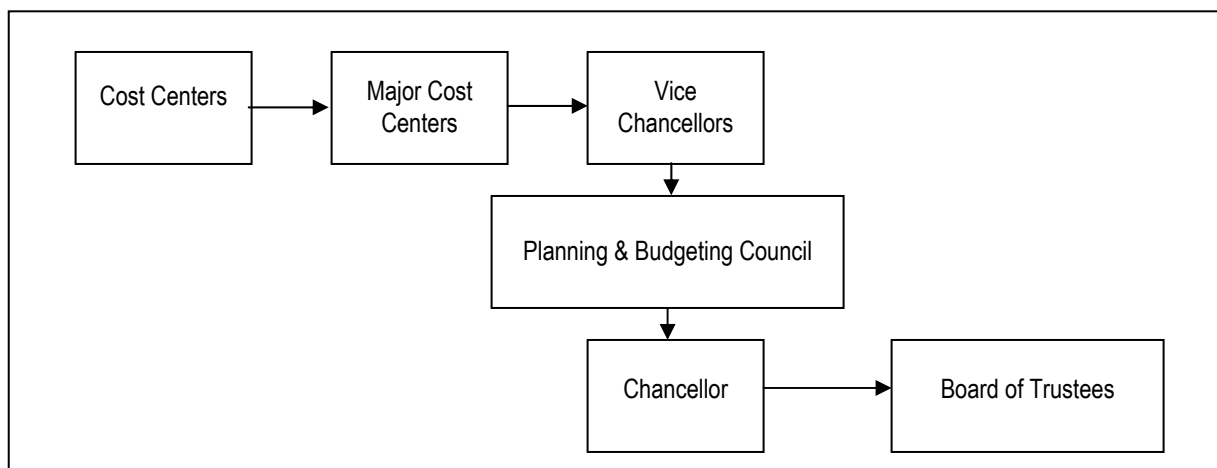 Cost Centers
Major Cost
Centers
Vice
Chancellors
Planning & Budgeting Council
Chancellor
Board of Trustees